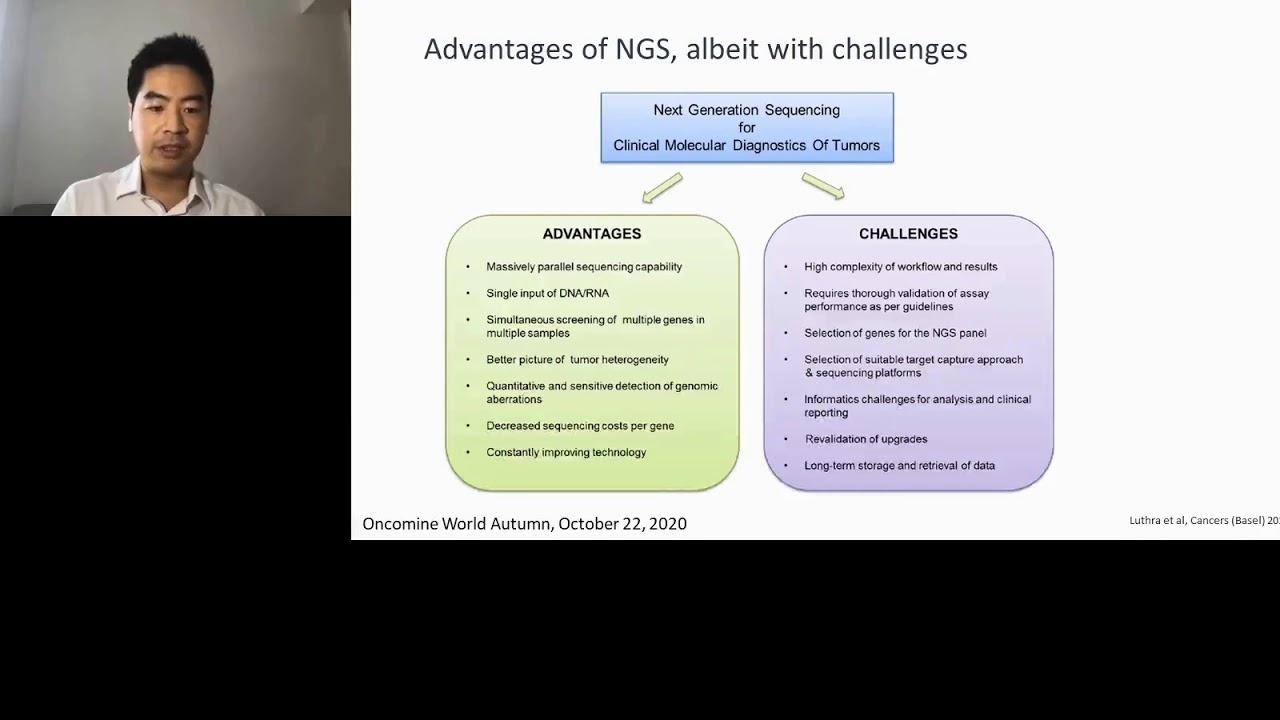 Advantages of NGS, albeit with challenges
Next Generation Sequencing
for
Clinical Molecular Diagnostics Of Tumors
ADVANTAGES
• Massively parallel sequencing capability
• Single input of DNA/RNA
• Simultaneous screening of multiple genes in
multiple samples
• Better picture of tumor heterogeneity
• Quantitative and sensitive detection of genomic
aberrations
• Decreased sequencing costs per gene
• Constantly improving technology
CHALLENGES
• High complexity of workflow and results
• Requires thorough validation of assay
performance as per guidelines
• Selection of genes for the NGS panel
• Selection of suitable target capture approach
& sequencing platforms
• Informatics challenges for analysis and clinical
reporting
• Revalidation of upgrades
• Long-term storage and retrieval of data
Oncomine World Autumn, October 22, 2020
Luthra et al, Cancers (Basel)